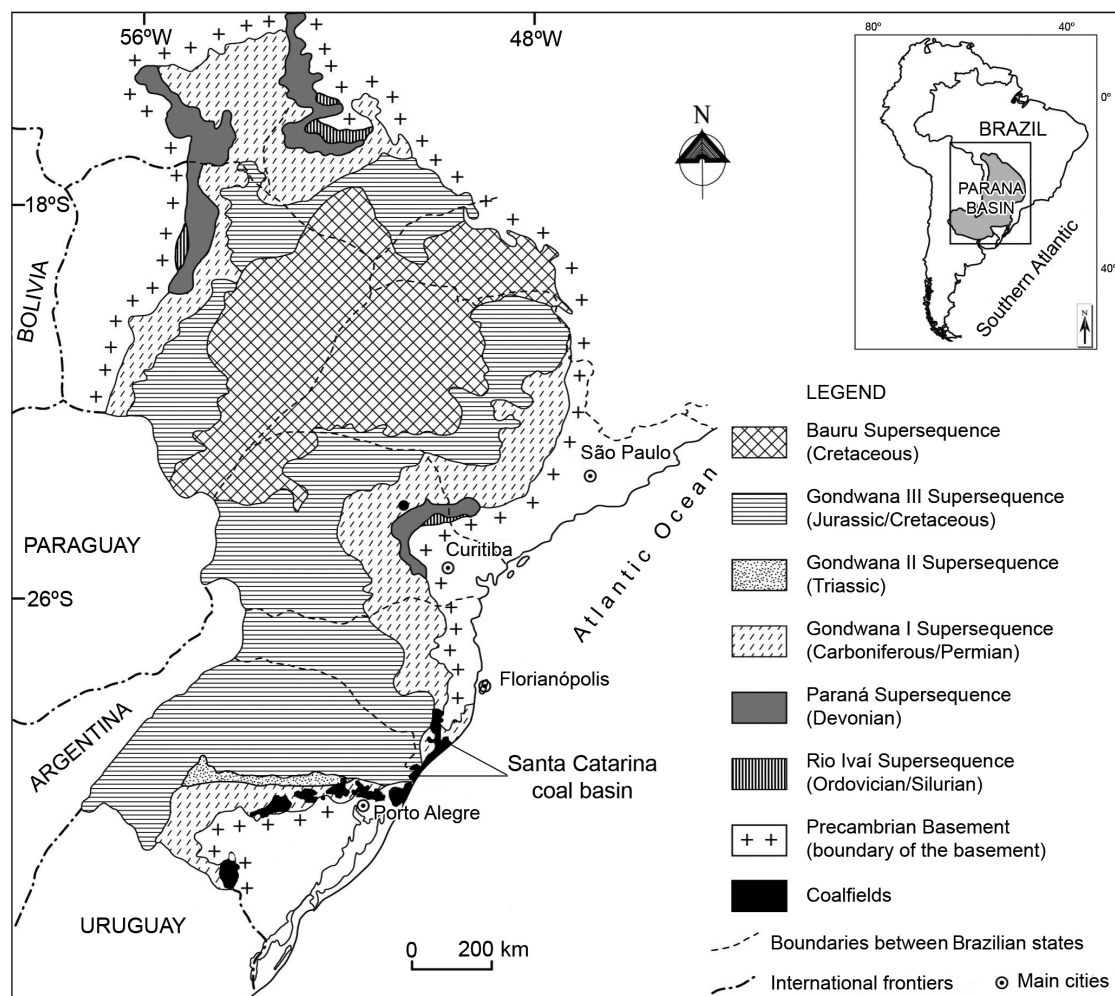 56ºW
48ºW
18ºS
26ºS
N
BOLIVIA
PARAGUAY
ARGENTINA
URUGUAY
São Paulo
Curitiba
Florianópolis
Porto Alegre
Atlantic Ocean
Santa Catarina
coal basin
0 200 km
80º
40º
0º
40º
BRAZIL
PARANA
BASIN
Southern Atlantic
N
LEGEND
Bauru Supersequence
(Cretaceous)
Gondwana III Supersequence
(Jurassic/Cretaceous)
Gondwana II Supersequence
(Triassic)
Gondwana I Supersequence
(Carboniferous/Permian)
Paraná Supersequence
(Devonian)
Rio Ivaí Supersequence
(Ordovician/Silurian)
Precambrian Basement
(boundary of the basement)
Coalfields
Boundaries between Brazilian states
International frontiers
Main cities